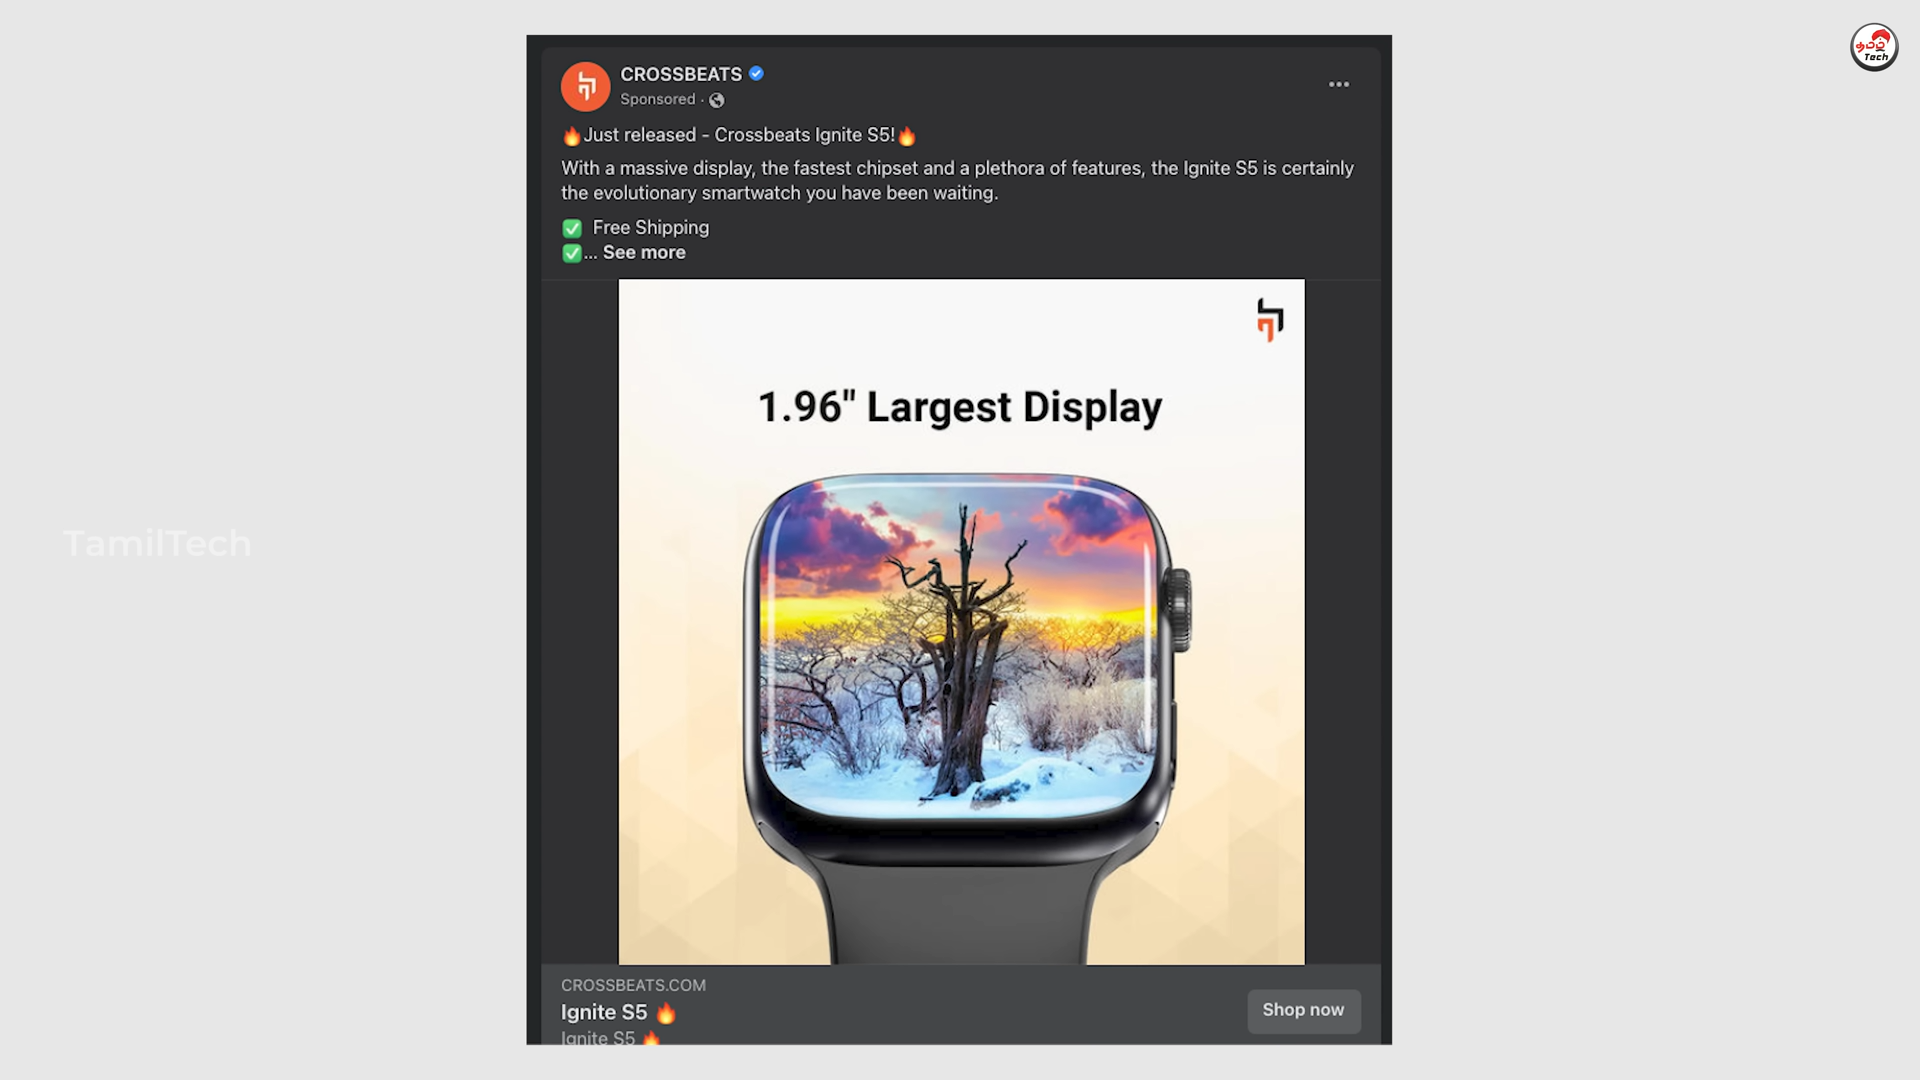 தமிழ்
Tech
CROSSBEATS
Sponsored ·
🔥Just released - Crossbeats Ignite S5!🔥
With a massive display, the fastest chipset and a plethora of features, the Ignite S5 is certainly
the evolutionary smartwatch you have been waiting.
✅ Free Shipping
✅... See more
1.96" Largest Display
TamilTech
CROSSBEATS.COM
Ignite S5 🔥
Shop now
Ignite S5 🔥